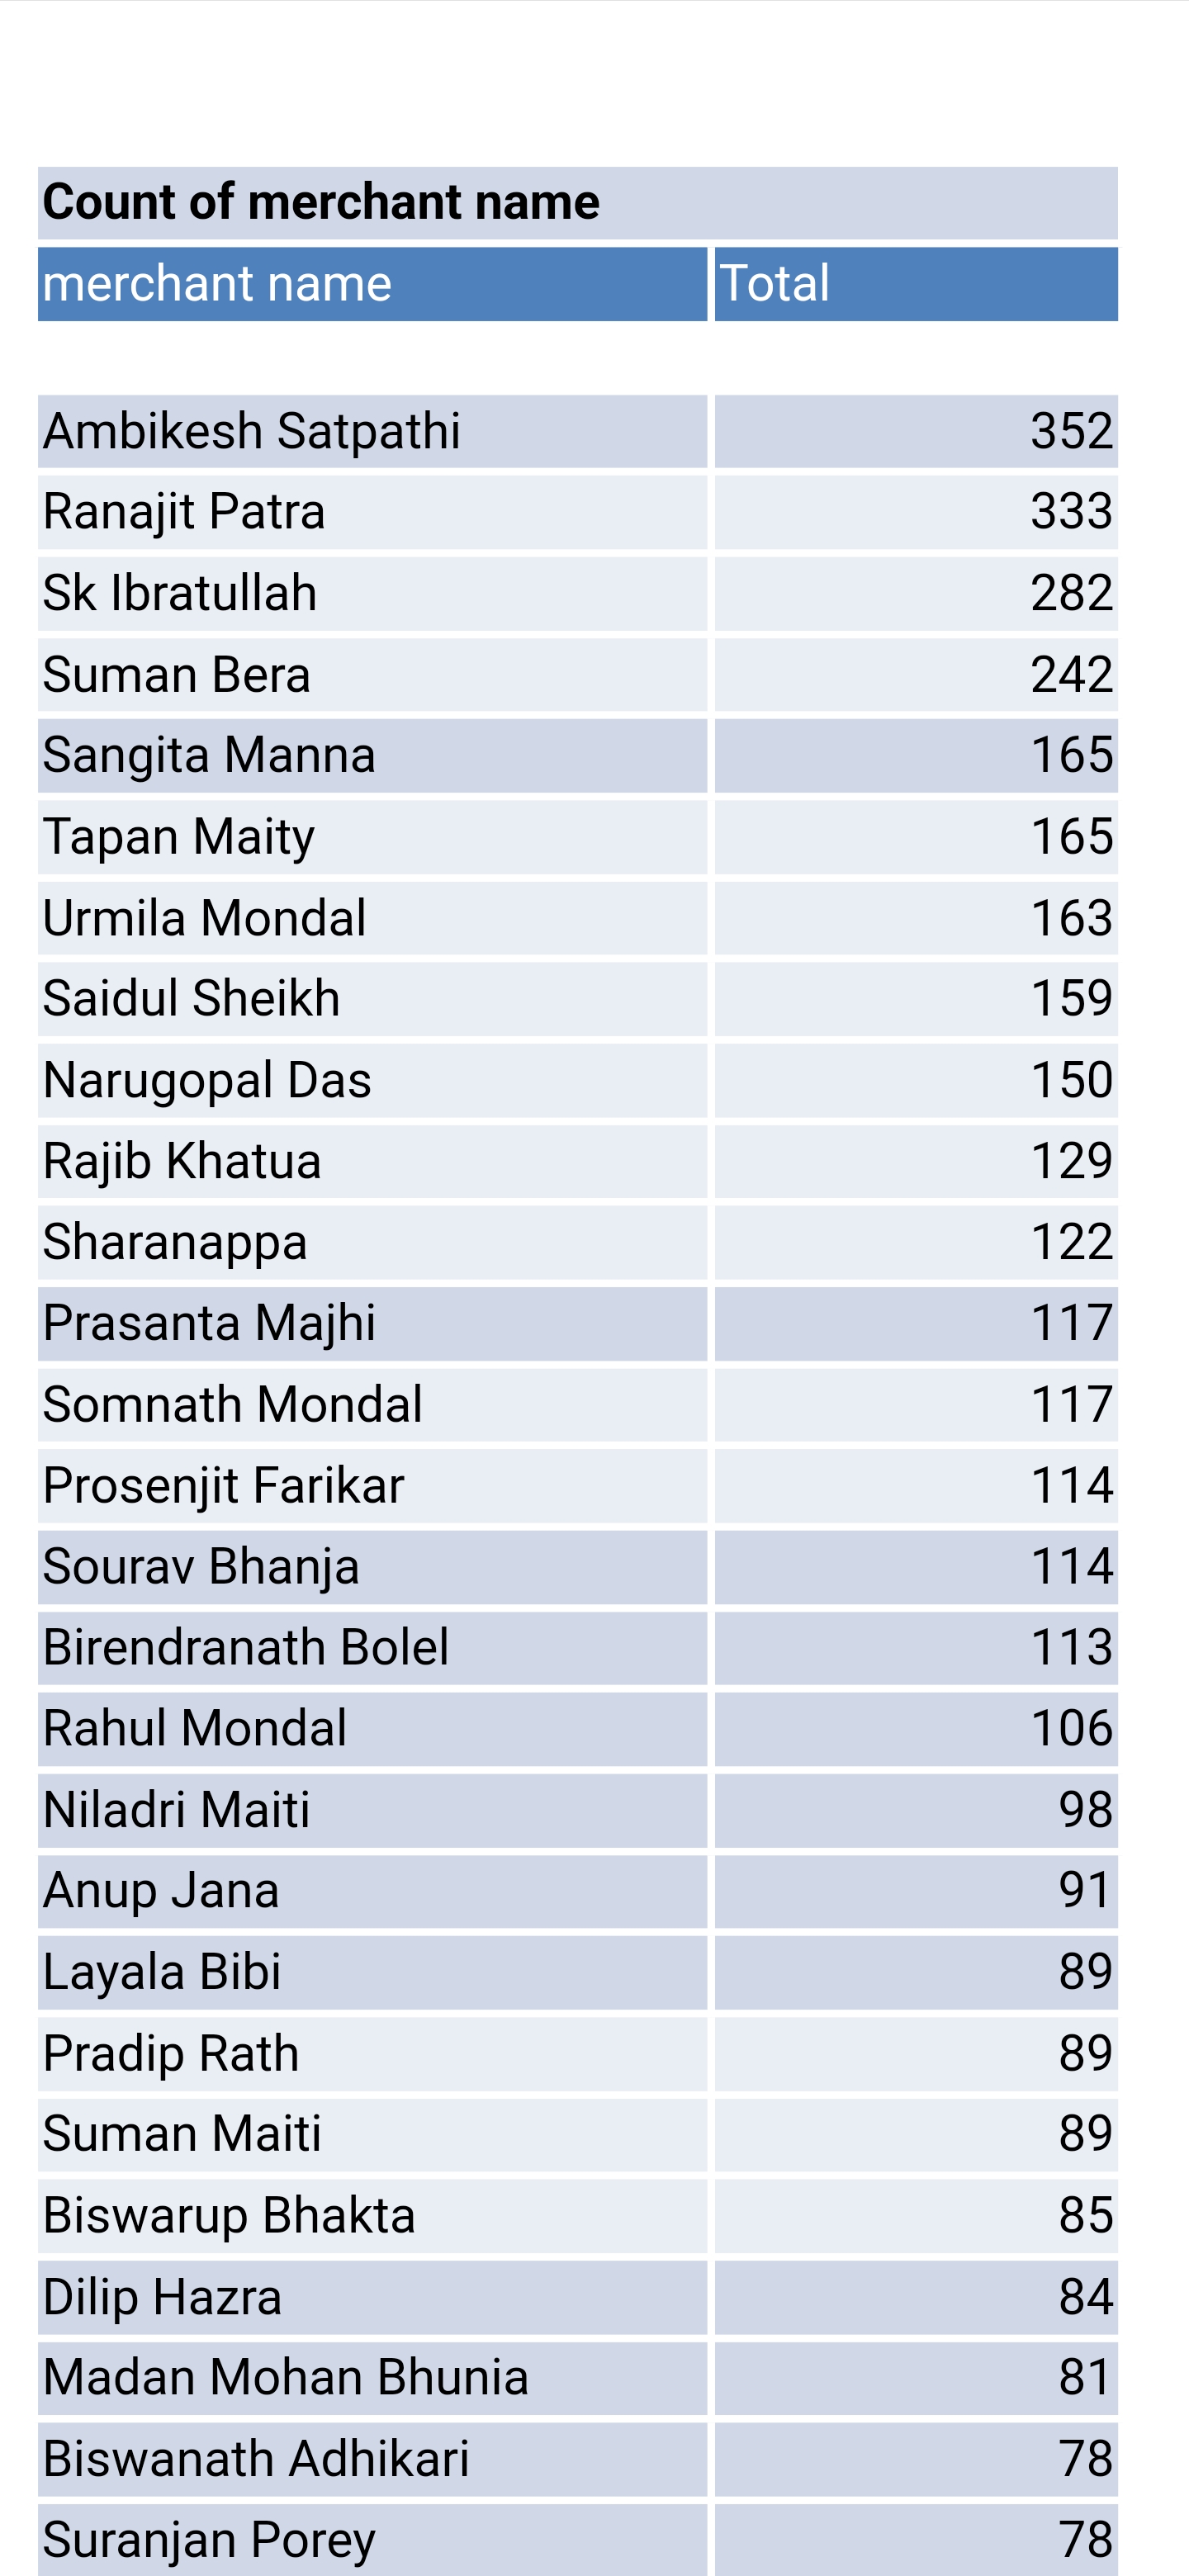 Count of merchant name
merchant name Total
Ambikesh Satpathi 352
Ranajit Patra 333
Sk Ibratullah 282
Suman Bera 242
Sangita Manna 165
Tapan Maity 165
Urmila Mondal 163
Saidul Sheikh 159
Narugopal Das 150
Rajib Khatua 129
Sharanappa 122
Prasanta Majhi 117
Somnath Mondal 117
Prosenjit Farikar 114
Sourav Bhanja 114
Birendranath Bolel 113
Rahul Mondal 106
Niladri Maiti 98
Anup Jana 91
Layala Bibi 89
Pradip Rath 89
Suman Maiti 89
Biswarup Bhakta 85
Dilip Hazra 84
Madan Mohan Bhunia 81
Biswanath Adhikari 78
Suranjan Porey 78